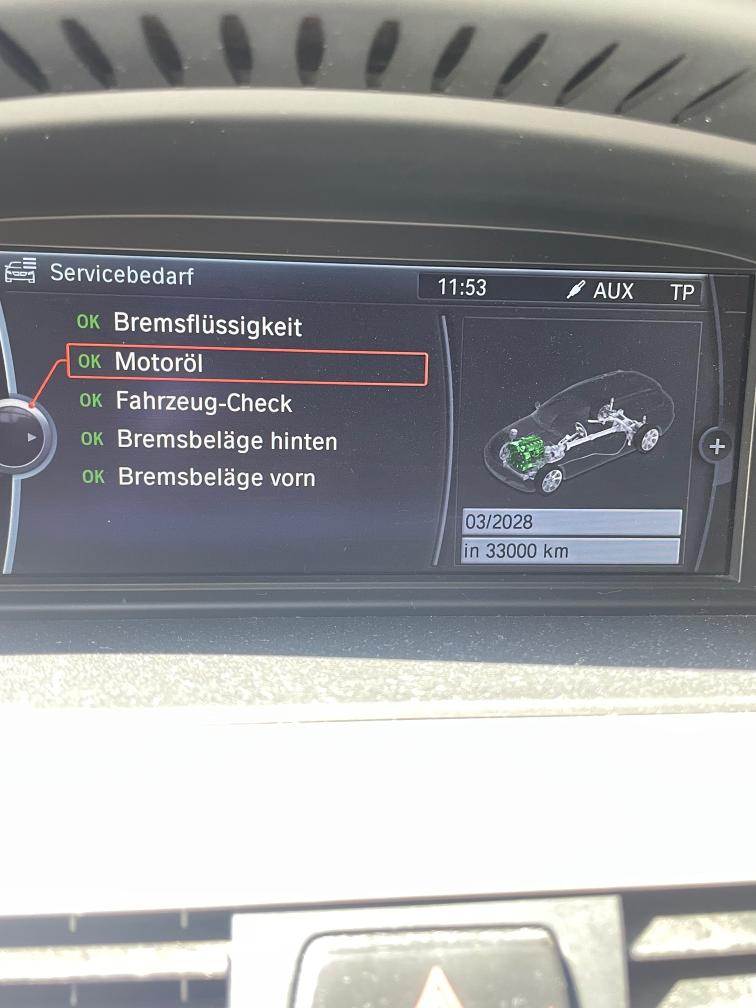 Servicebedarf
11:53
AUX
TP
OK Bremsflüssigkeit
OK Motoröl
OK Fahrzeug-Check
OK Bremsbeläge hinten
OK Bremsbeläge vorn
+
03/2028
in 33000 km